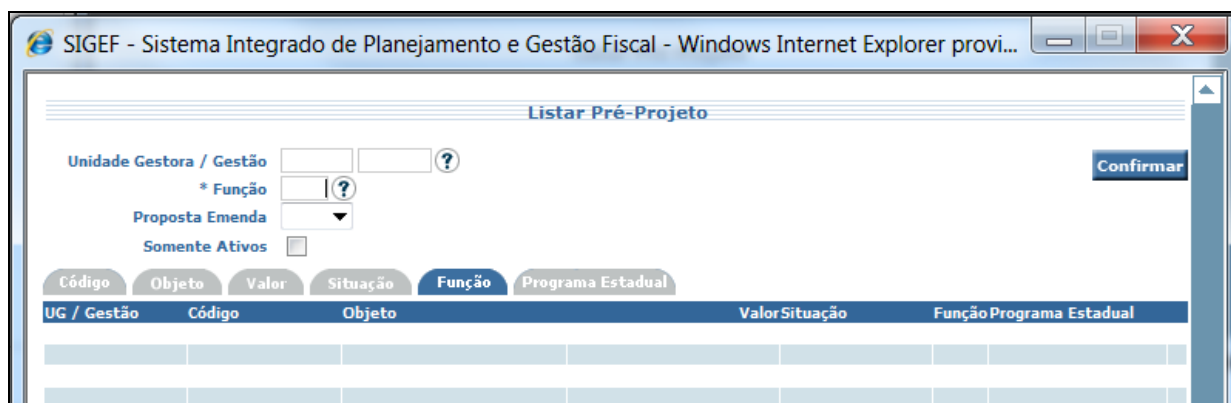 SIGEF - Sistema Integrado de Planejamento e Gestão Fiscal - Windows Internet Explorer provi...
Listar Pré-Projeto
Unidade Gestora / Gestão ?
Confirmar
* Função ?
Proposta Emenda
Somente Ativos
Código Objeto Valor Situação Função Programa Estadual
UG / Gestão Código Objeto Valor Situação Função Programa Estadual